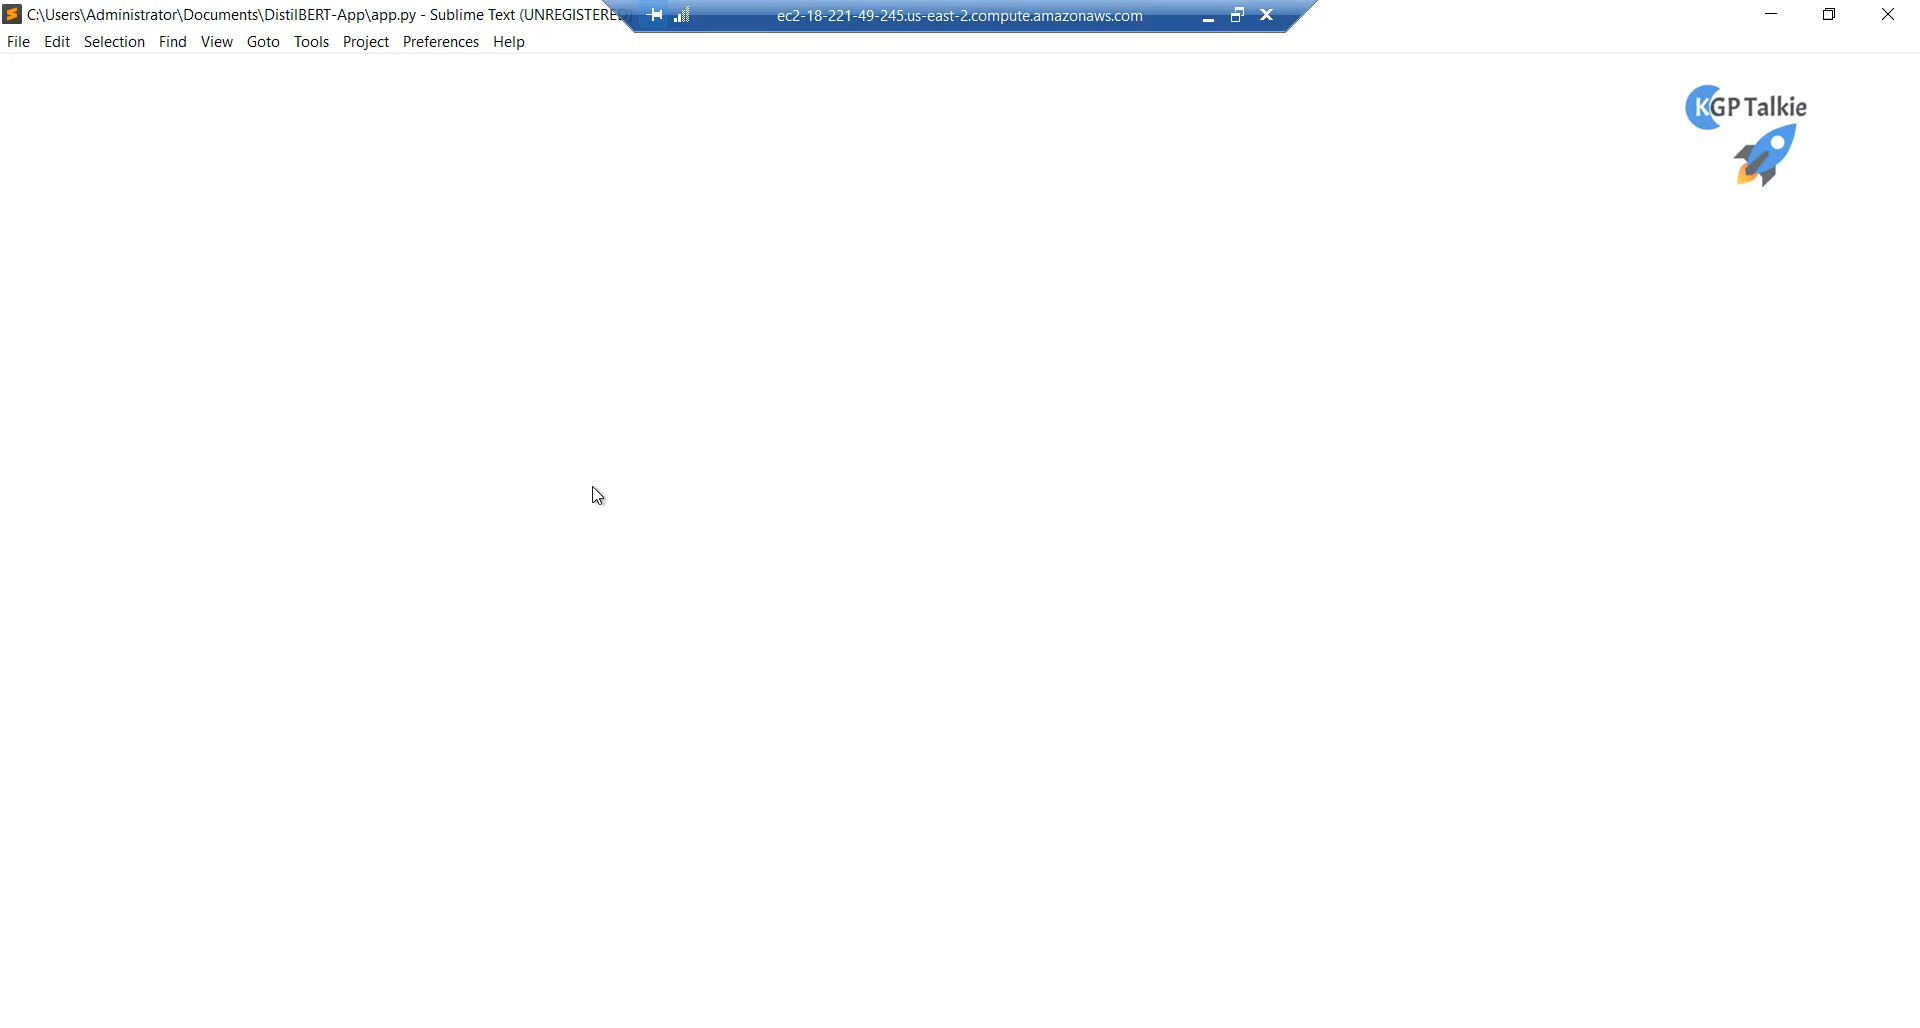 C:\Users\Administrator\Documents\DistilBERT-App\app.py - Sublime Text (UNREGISTERED)
ec2-18-221-49-245.us-east-2.compute.amazonaws.com
File Edit Selection Find View Goto Tools Project Preferences Help
KGP Talkie